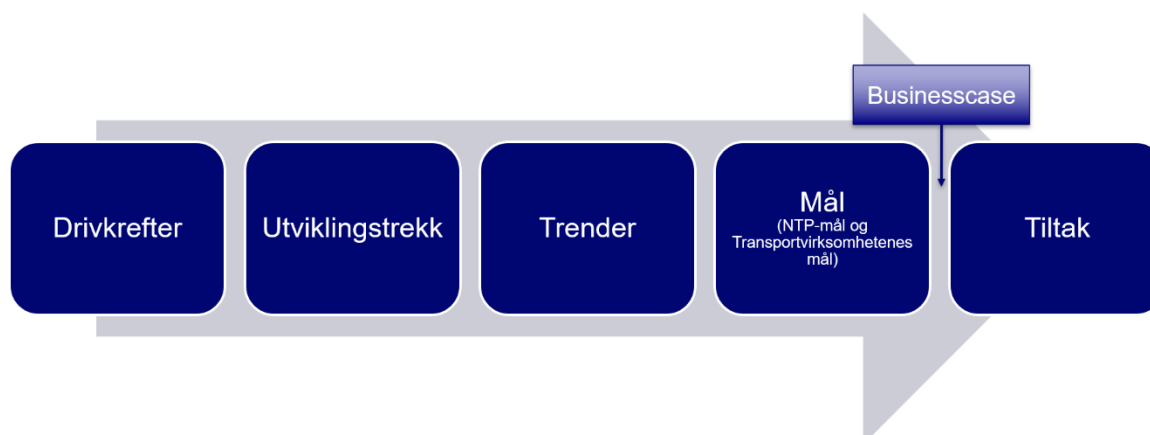 Businesscase
Drivkrefter
Utviklingstrekk
Trender
Mål
(NTP-mål og
Transportvirksomhetenes
mål)
Tiltak